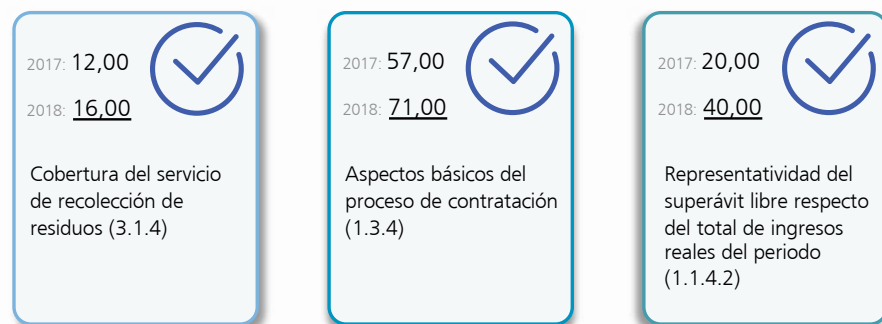 2017: 12,00
2018: 16,00
Cobertura del servicio
de recolección de
residuos (3.1.4)
2017: 57,00
2018: 71,00
Aspectos básicos del
proceso de contratación
(1.3.4)
2017: 20,00
2018: 40,00
Representatividad del
superávit libre respecto
del total de ingresos
reales del periodo
(1.1.4.2)